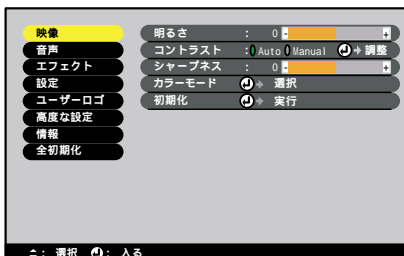 映像
音声
エフェクト
設定
ユーザーロゴ
高度な設定
情報
全初期化
明るさ : 0 - +
コントラスト : Auto Manual 調整
シャープネス : 0 - +
カラーモード 選択
初期化 実行
: 選択 : 入る